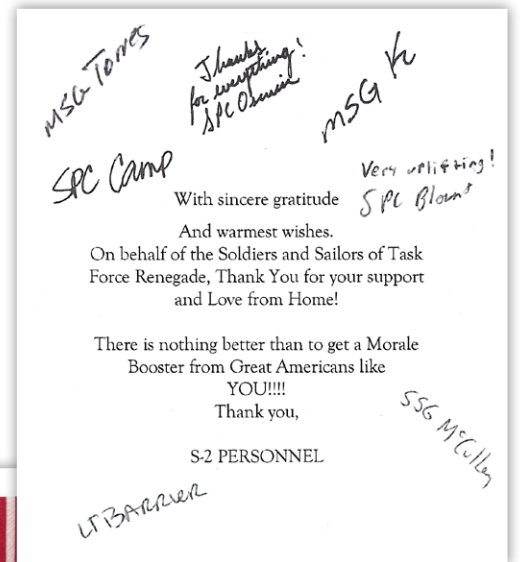 MSG Torres
Thanks
for everything!
SPC
MSG K
SPC Camp
Very uplifting!
SPC Blount
With sincere gratitude
And warmest wishes.
On behalf of the Soldiers and Sailors of Task
Force Renegade, Thank You for your support
and Love from Home!
There is nothing better than to get a Morale
Booster from Great Americans like
YOU!!!!
Thank you,
S-2 PERSONNEL
SSG McCulley
LT BARRIER